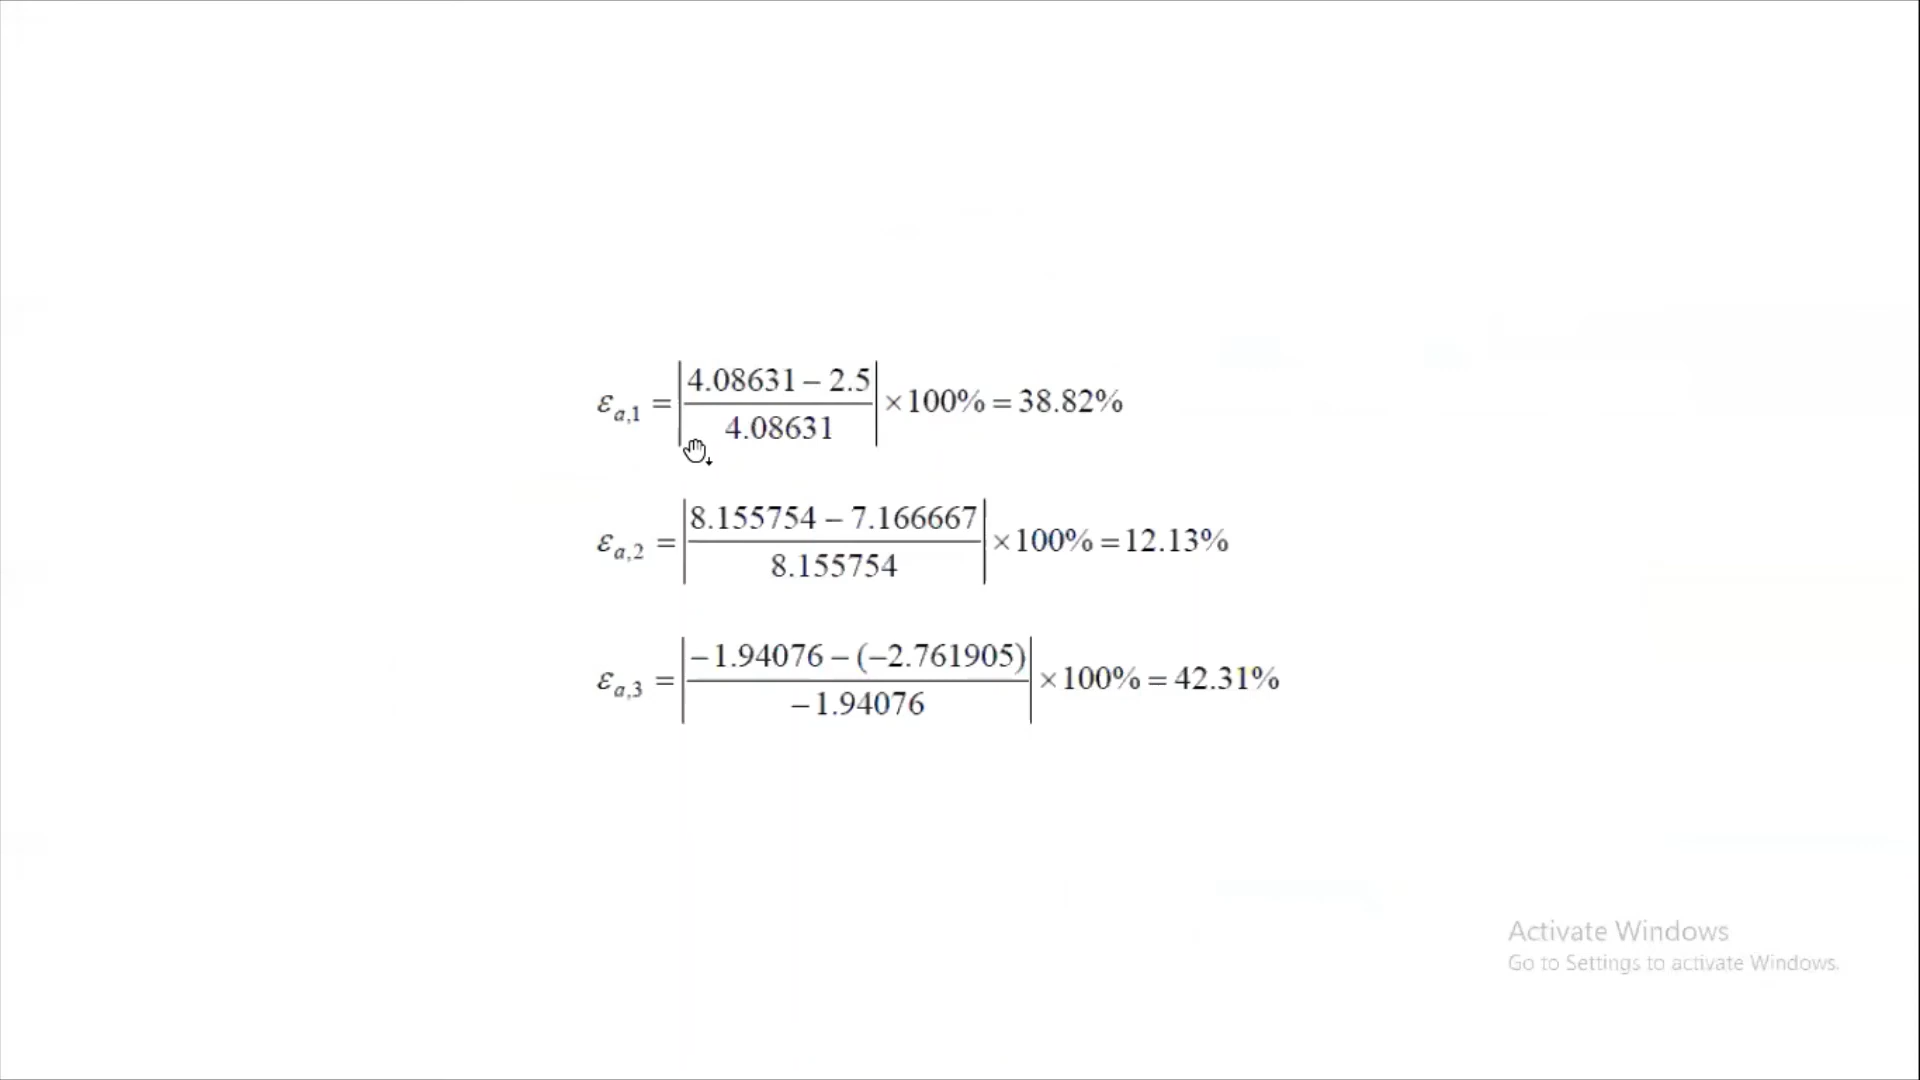 ε_{a,1} = |(4.08631 − 2.5) / 4.08631| × 100% = 38.82%
ε_{a,2} = |(8.155754 − 7.166667) / 8.155754| × 100% = 12.13%
ε_{a,3} = |(−1.94076 − (−2.761905)) / −1.94076| × 100% = 42.31%
Activate Windows
Go to Settings to activate Windows.